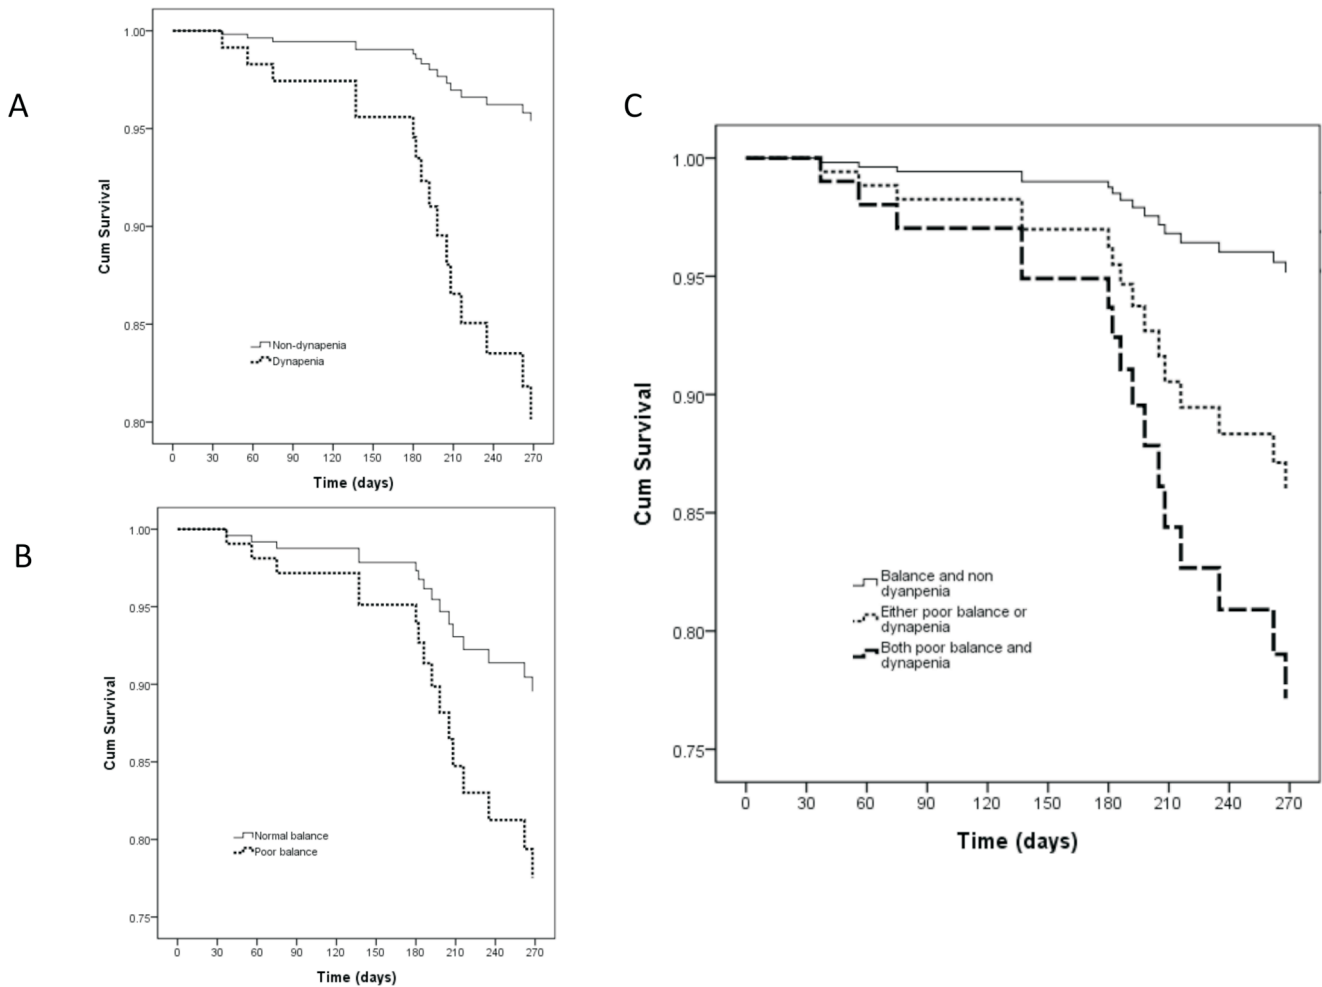 A
1.00
0.95
0.90
0.85
0.80
Cum Survival
Non-dynapenia
Dynapenia
0 30 60 90 120 150 180 210 240 270
Time (days)
B
1.00
0.95
0.90
0.85
0.80
0.75
Cum Survival
Normal balance
Poor balance
0 30 60 90 120 150 180 210 240 270
Time (days)
C
1.00
0.95
0.90
0.85
0.80
0.75
Cum Survival
Balance and non
dyanpenia
Either poor balance or
dynapenia
Both poor balance and
dynapenia
0 30 60 90 120 150 180 210 240 270
Time (days)